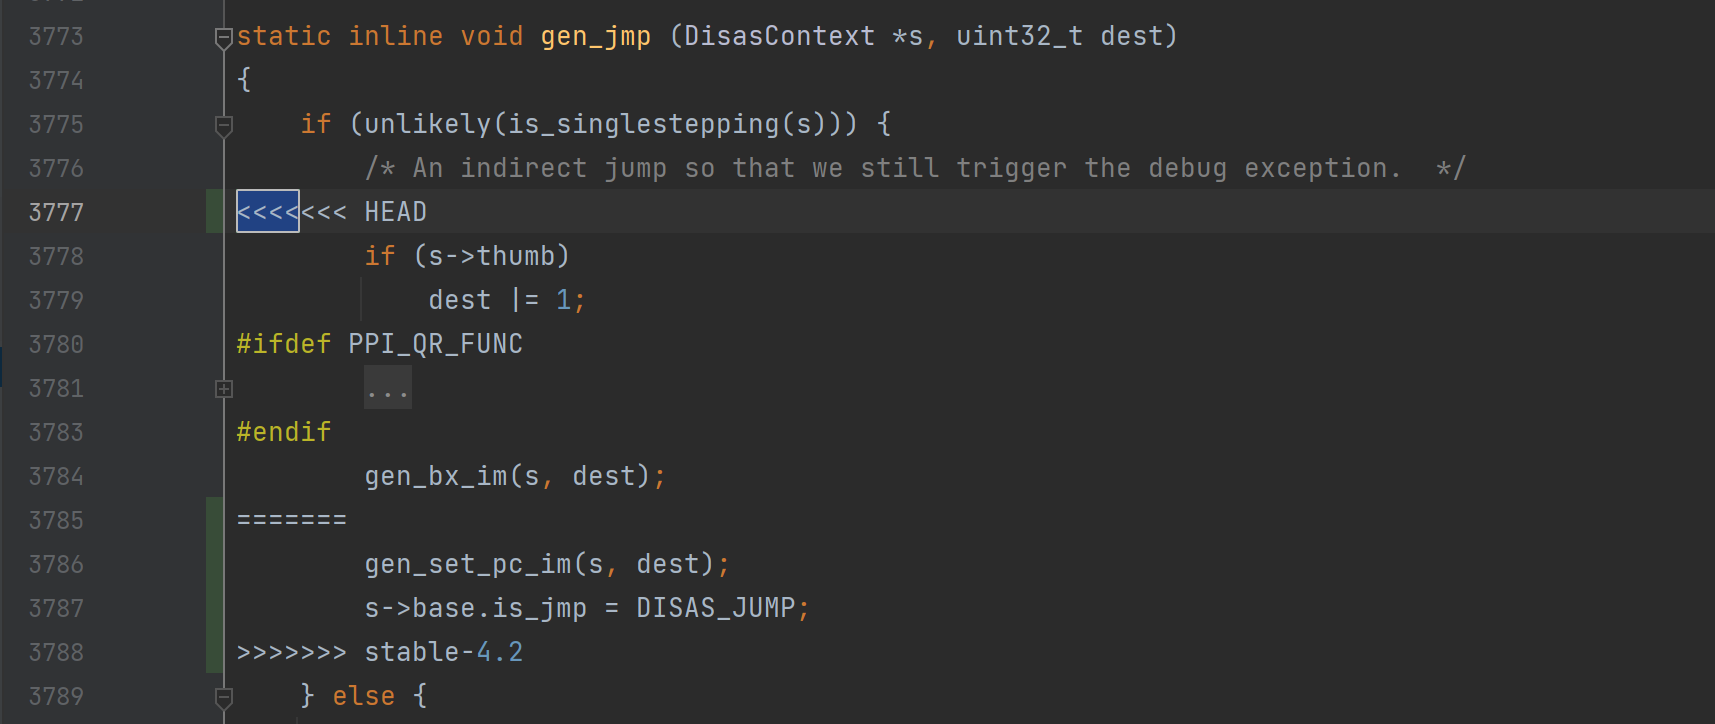 3773 static inline void gen_jmp (DisasContext *s, uint32_t dest)
3774 {
3775     if (unlikely(is_singlestepping(s))) {
3776         /* An indirect jump so that we still trigger the debug exception.  */
3777 <<<<<<< HEAD
3778         if (s->thumb)
3779             dest |= 1;
3780 #ifdef PPI_QR_FUNC
3781         ...
3783 #endif
3784         gen_bx_im(s, dest);
3785 =======
3786         gen_set_pc_im(s, dest);
3787         s->base.is_jmp = DISAS_JUMP;
3788 >>>>>>> stable-4.2
3789     } else {